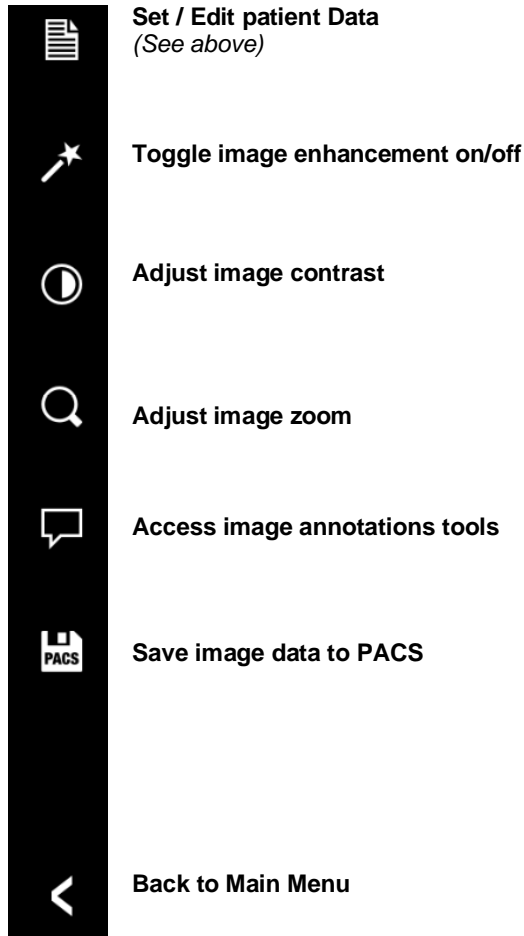 Set / Edit patient Data
(See above)
Toggle image enhancement on/off
Adjust image contrast
Adjust image zoom
Access image annotations tools
PACS
Save image data to PACS
Back to Main Menu